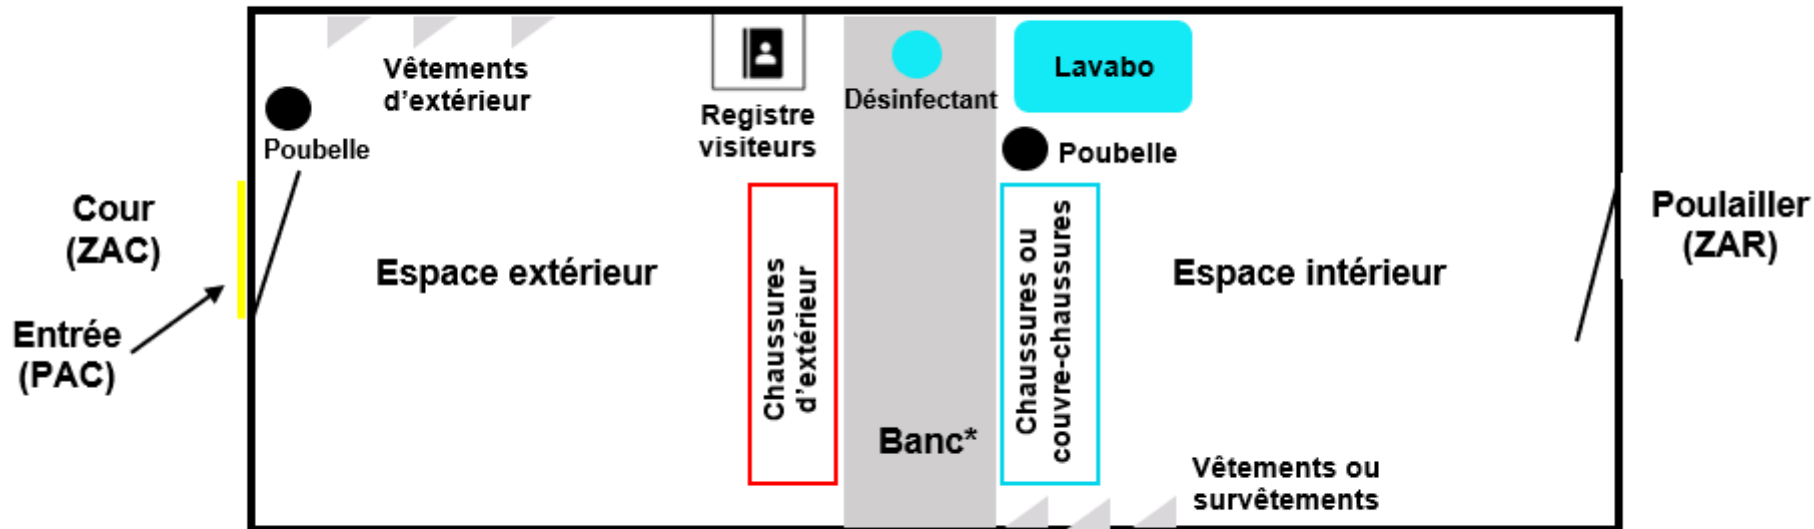 Cour
(ZAC)
Entrée
(PAC)
Poubelle
Vêtements
d’extérieur
Espace extérieur
Registre
visiteurs
Chaussures
d’extérieur
Désinfectant
Banc*
Lavabo
Poubelle
Chaussures ou
couvre-chaussures
Espace intérieur
Vêtements ou
survêtements
Poulailler
(ZAR)